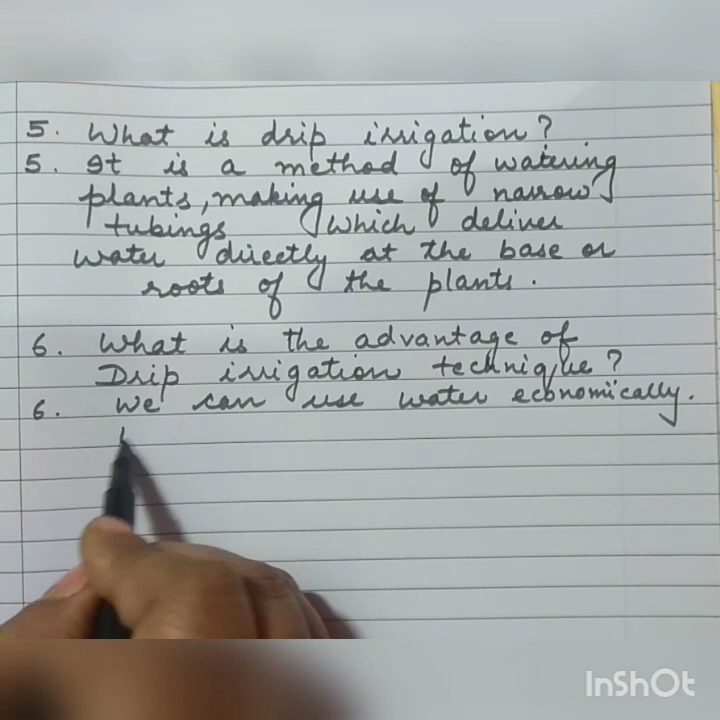 5. What is drip irrigation?
5. It is a method of watering
plants, making use of narrow
tubings which deliver
water directly at the base or
roots of the plants.
6. What is the advantage of
Drip irrigation technique?
6. We can use water economically.
InShOt